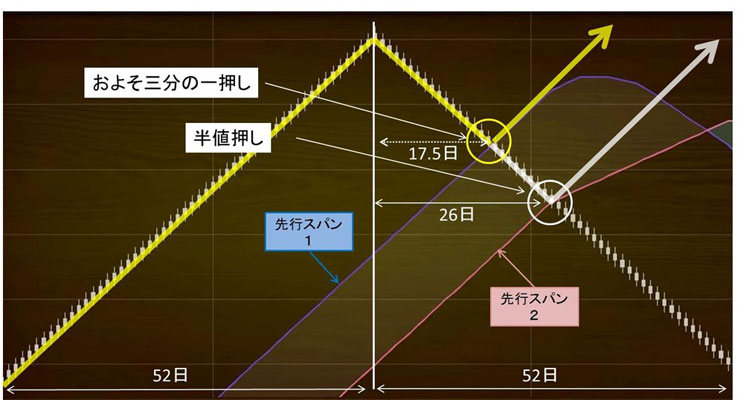 およそ三分の一押し
半値押し
17.5日
26日
先行スパン
1
先行スパン
2
52日
52日